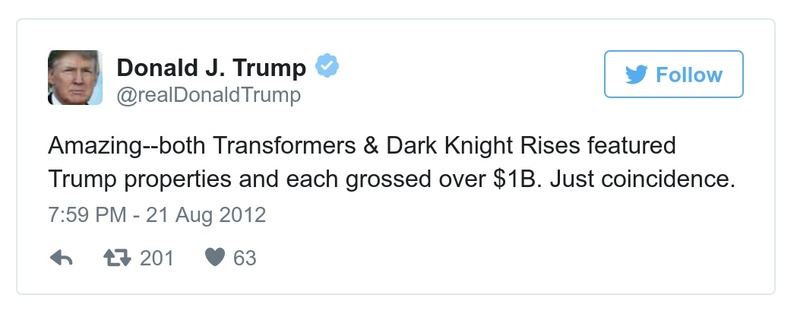 Donald J. Trump
Follow
@realDonaldTrump
Amazing--both Transformers & Dark Knight Rises featured
Trump properties and each grossed over $1B. Just coincidence.
7:59 PM - 21 Aug 2012
201 63